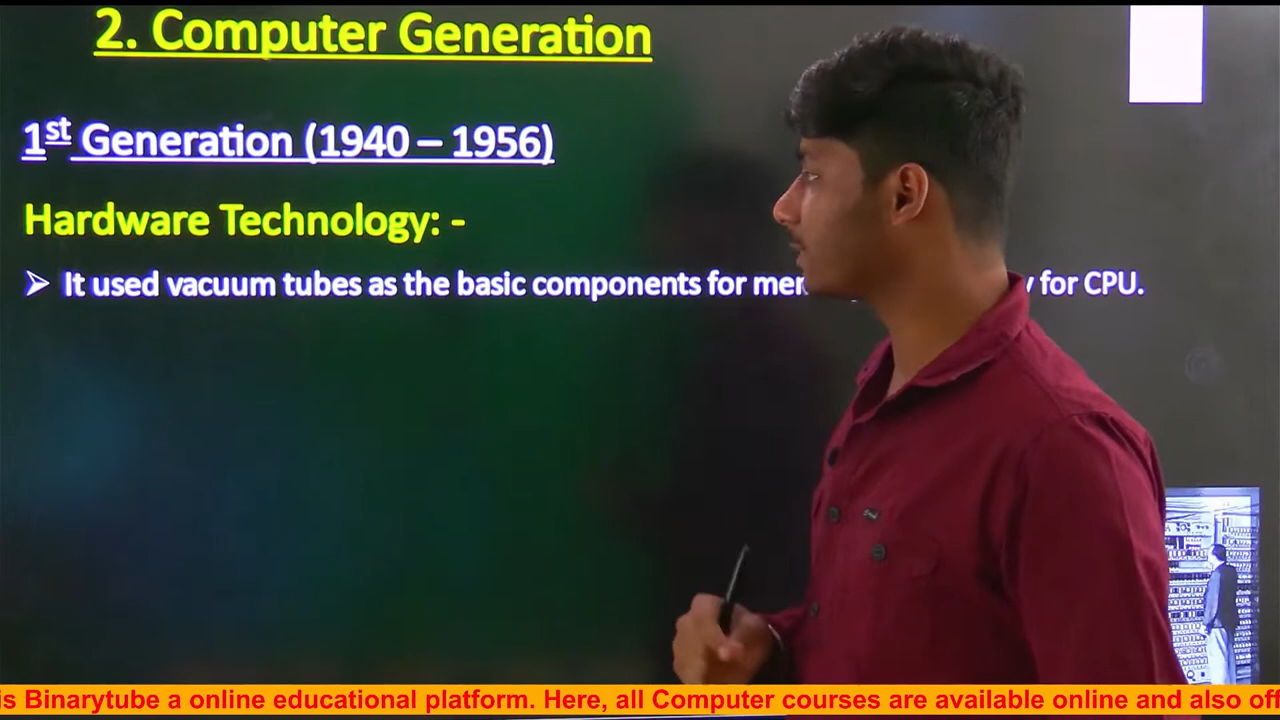 2. Computer Generation
1st Generation (1940 – 1956)
Hardware Technology: -
➢ It used vacuum tubes as the basic components for for CPU.
is Binarytube a online educational platform. Here, all Computer courses are available online and also